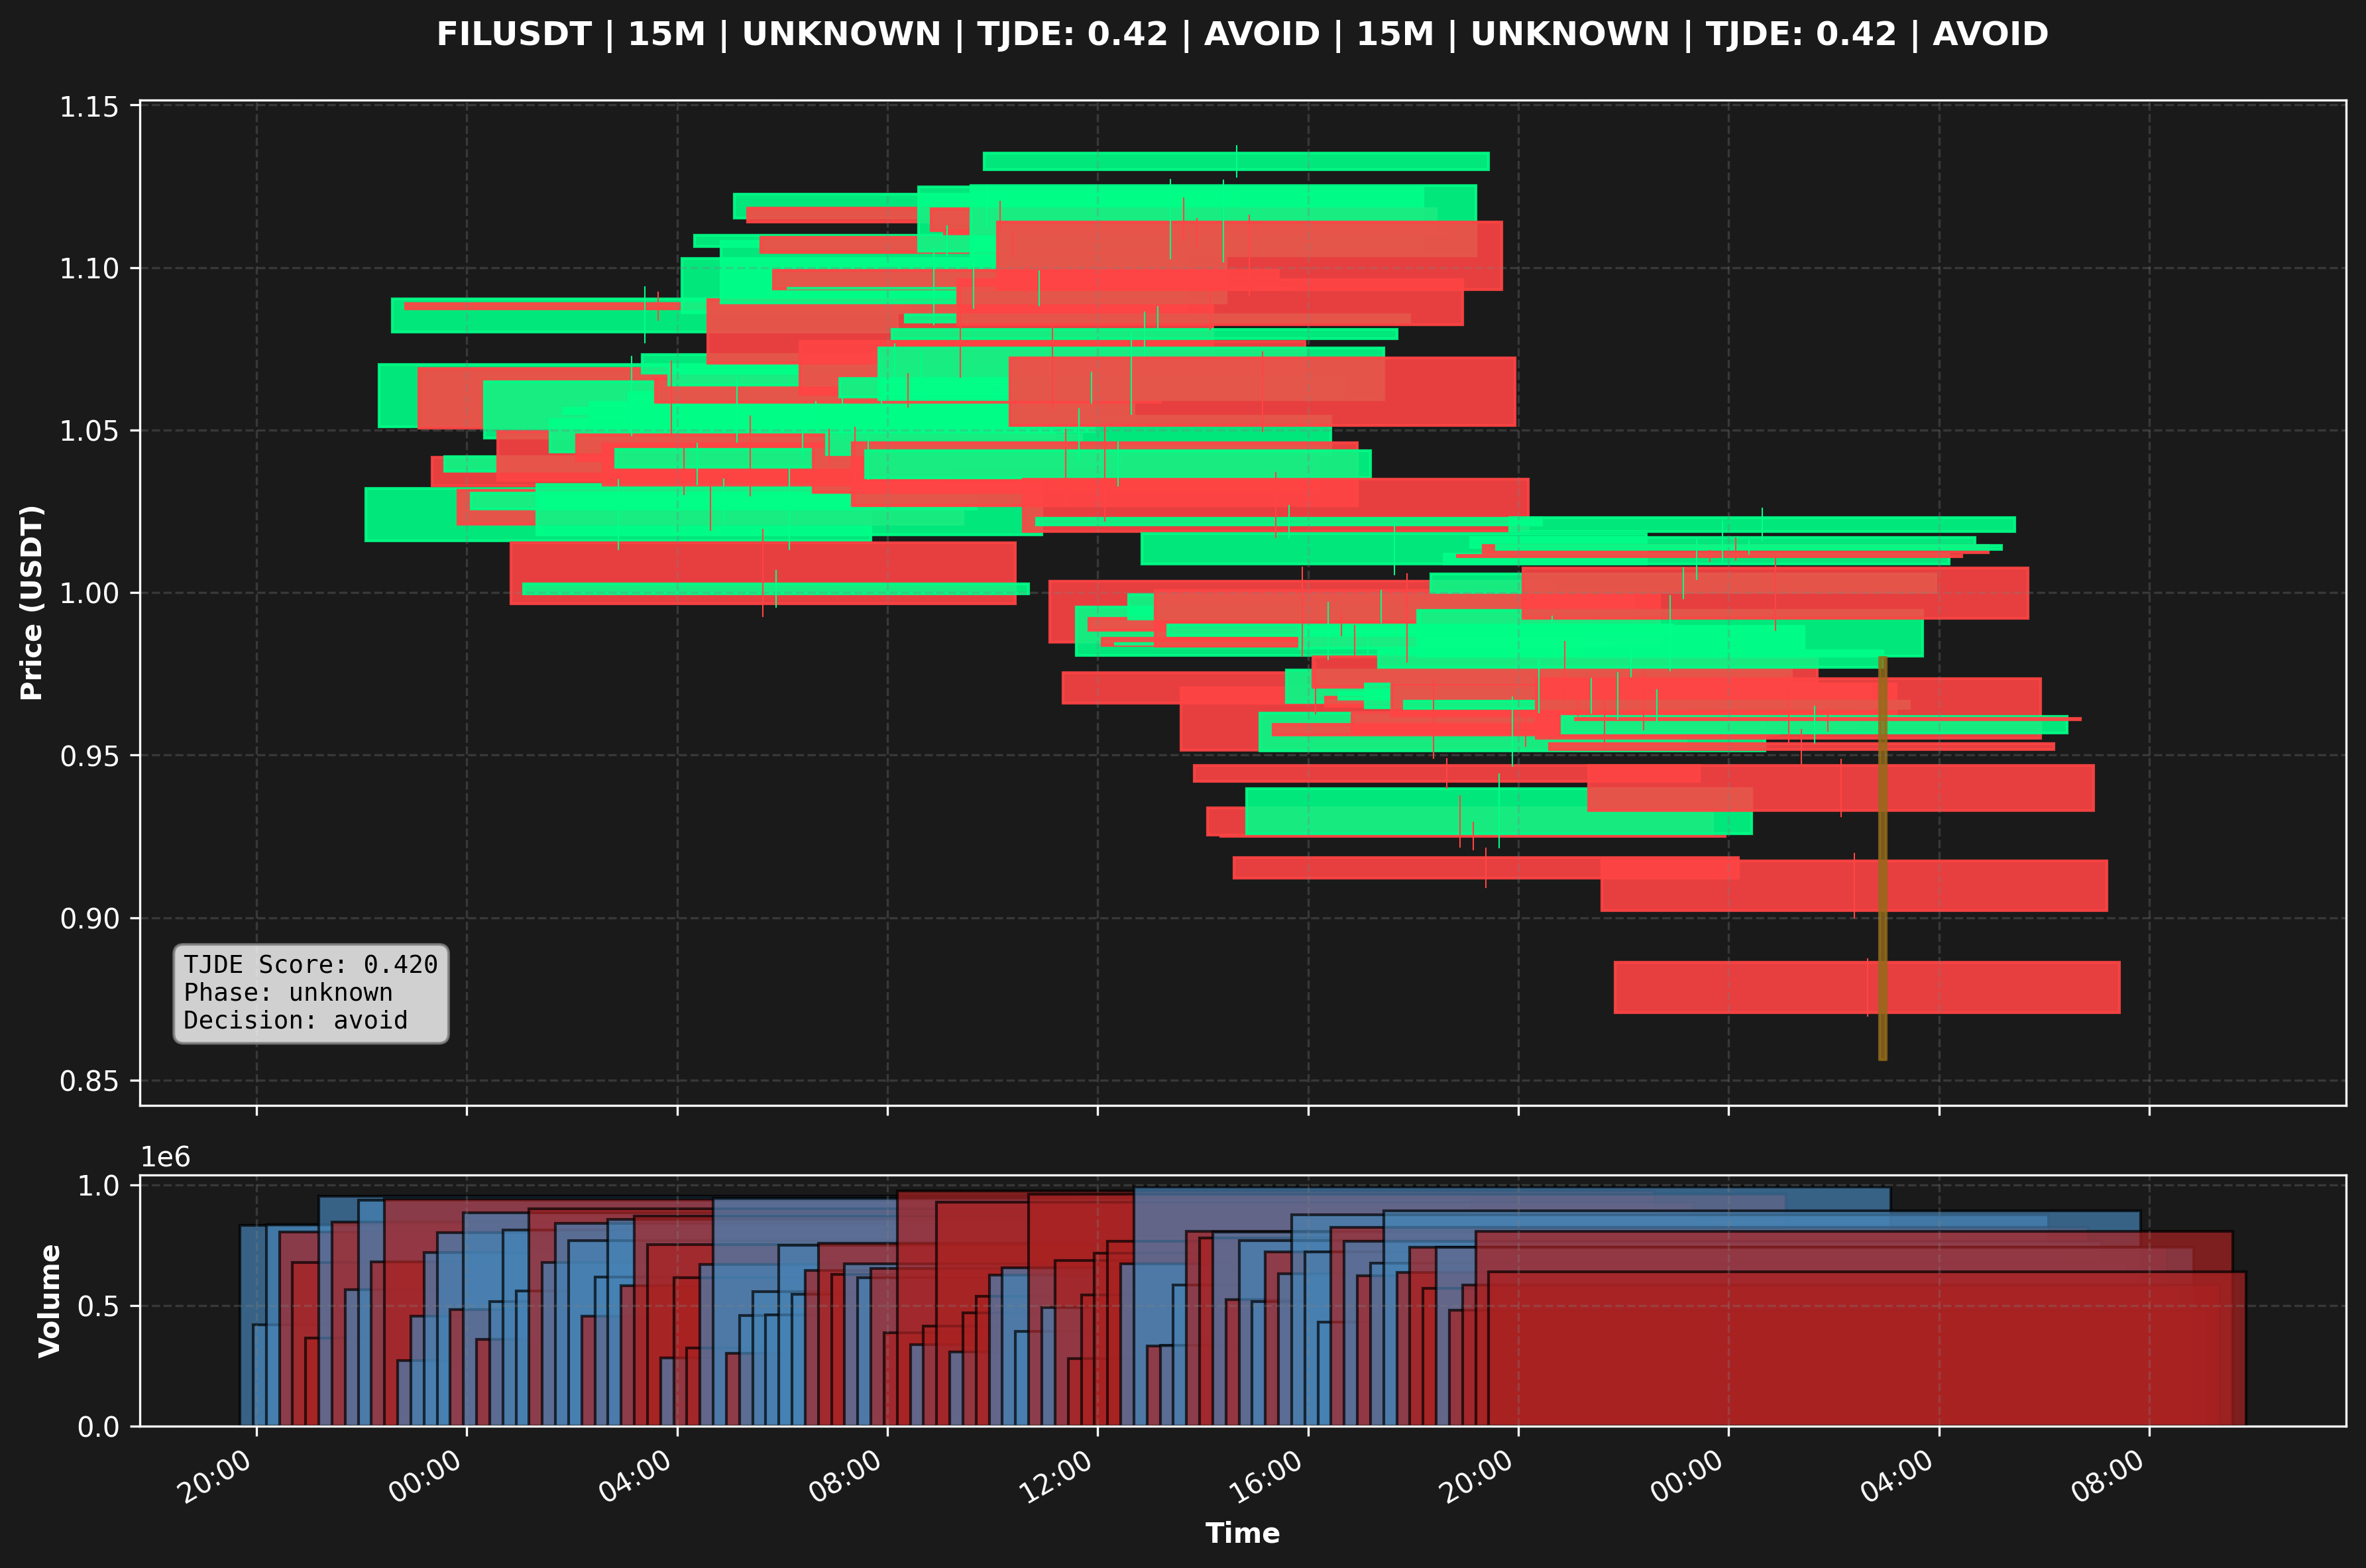 FILUSDT | 15M | UNKNOWN | TJDE: 0.42 | AVOID | 15M | UNKNOWN | TJDE: 0.42 | AVOID
1.15
1.10
1.05
1.00
0.95
0.90
0.85
Price (USDT)
TJDE Score: 0.420
Phase: unknown
Decision: avoid
1e6
1.0
0.5
0.0
Volume
20:00
00:00
04:00
08:00
12:00
16:00
20:00
00:00
04:00
08:00
Time